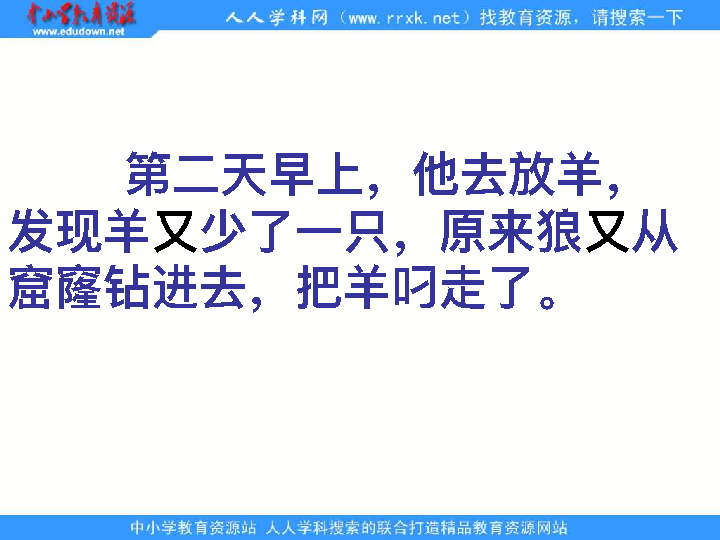 中小学教育资源
www.edudown.net
人人学科网（www.rrxk.net）找教育资源，请搜索一下
第二天早上，他去放羊，
发现羊又少了一只，原来狼又从
窟窿钻进去，把羊叼走了。
中小学教育资源站 人人学科搜索的联合打造精品教育资源网站